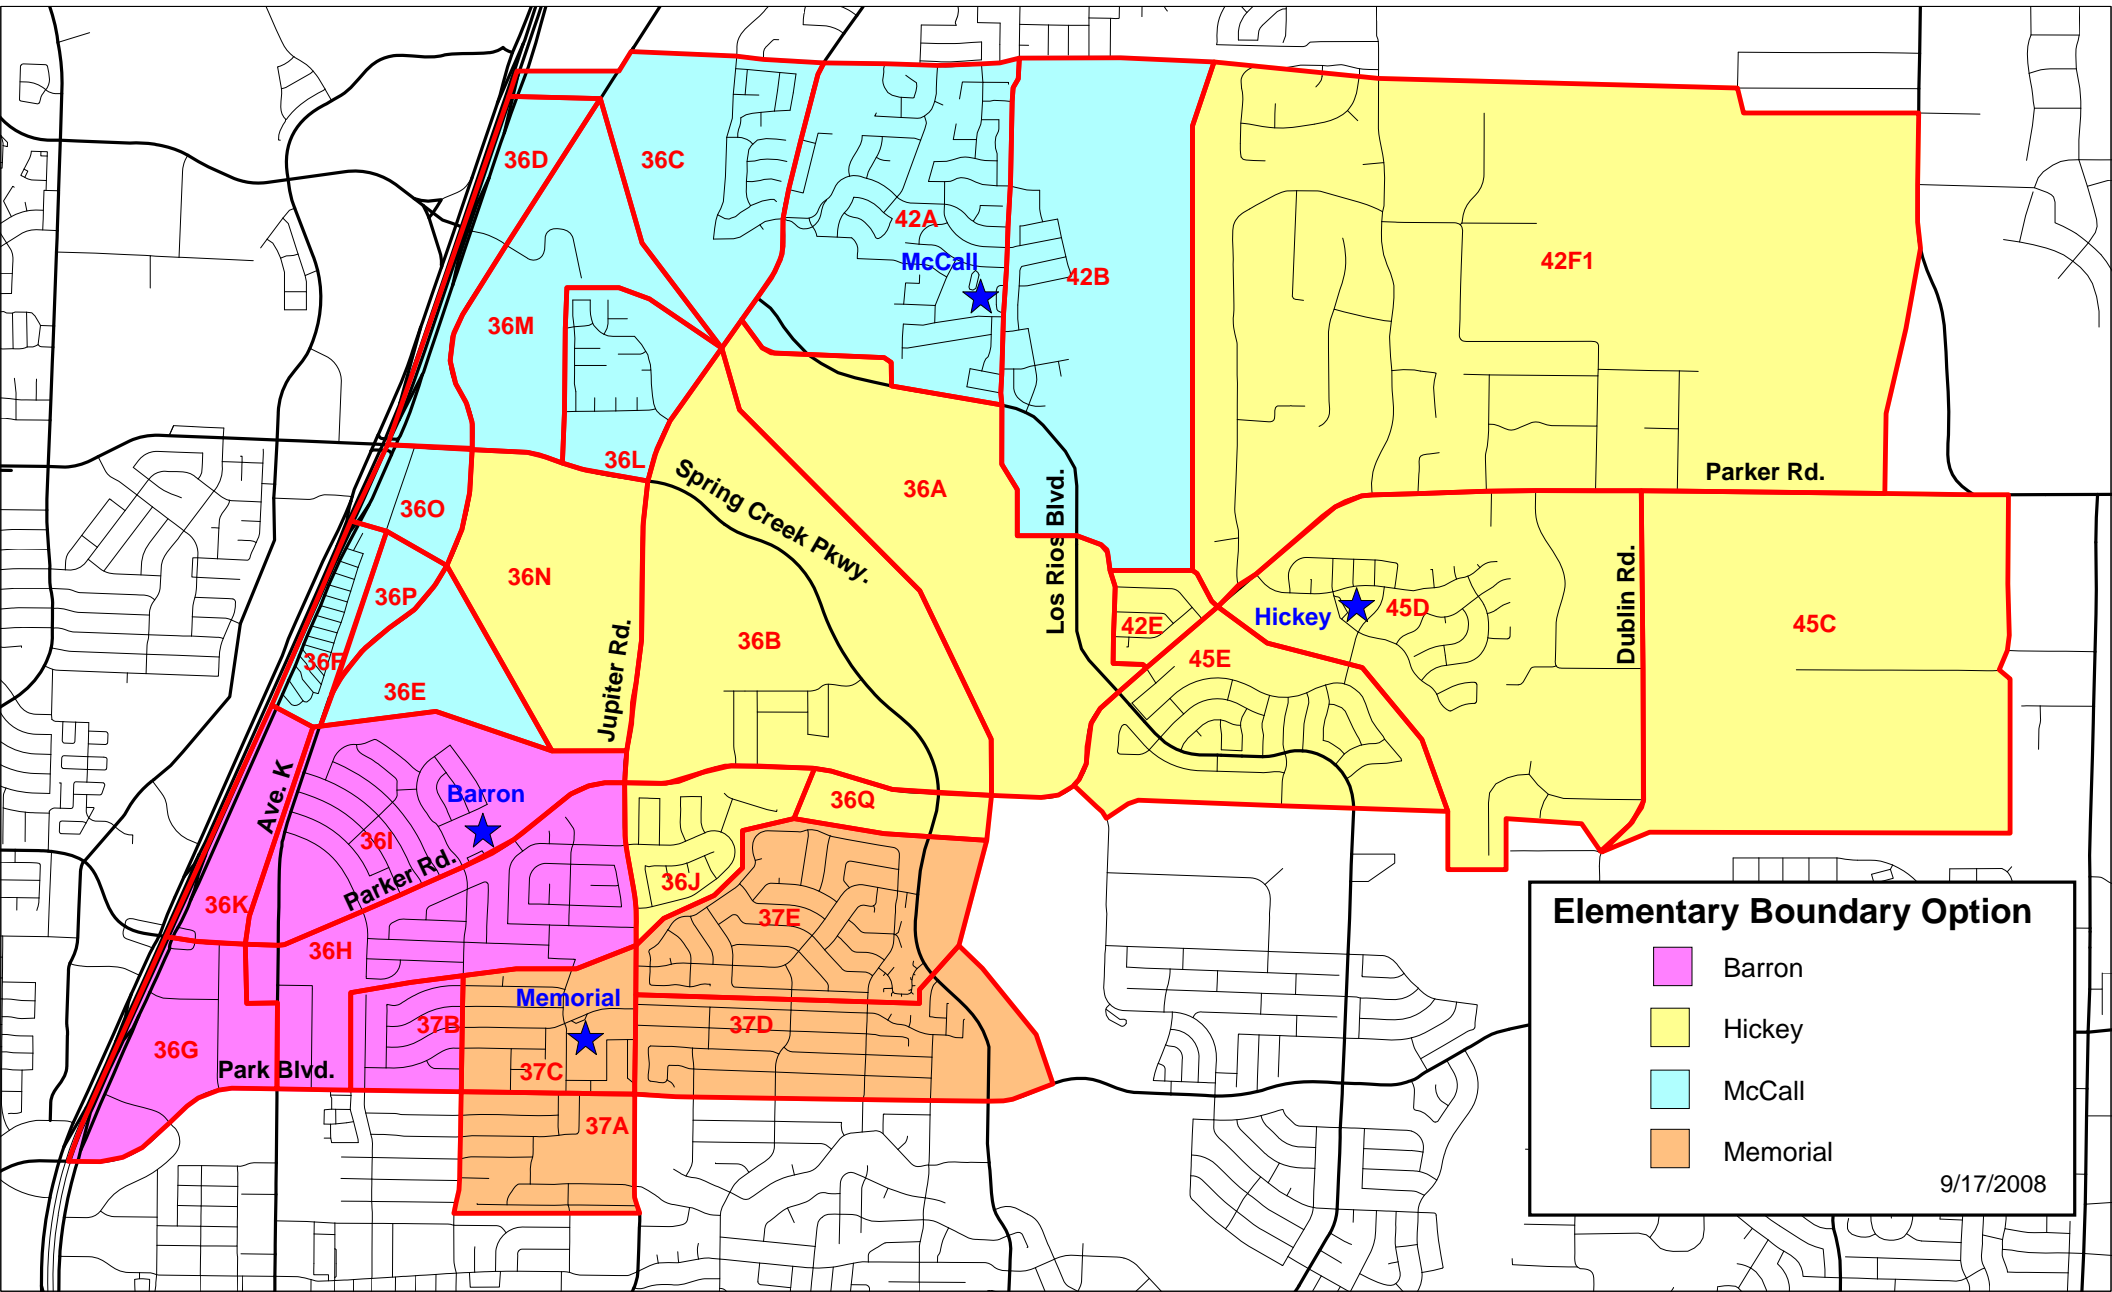 36D
36C
42A
McCall
42B
42F1
36M
36L
Spring Creek Pkwy.
36A
Los Rios Blvd.
Parker Rd.
36O
36N
36P
36B
Jupiter Rd.
42E
Hickey
45D
Dublin Rd.
45C
45E
36F
36E
Ave. K
Barron
36I
Parker Rd.
36Q
36J
36K
36H
37E
Memorial
37B
37D
36G
Park Blvd.
37C
37A
Elementary Boundary Option
Barron
Hickey
McCall
Memorial
9/17/2008